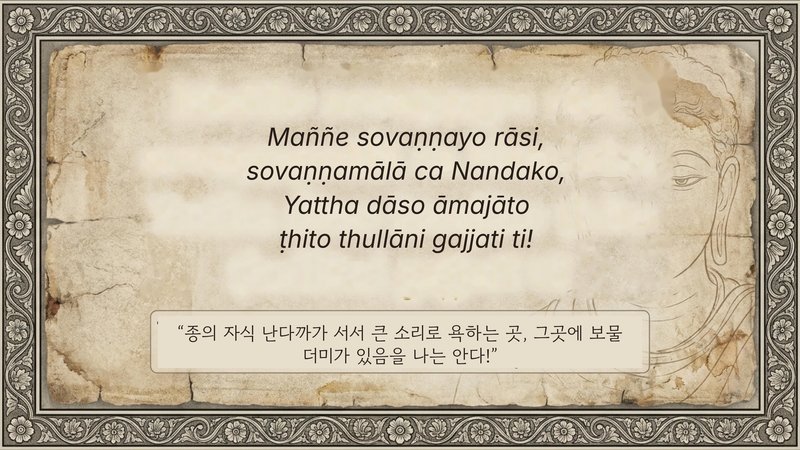 Maññe sovaṇṇayo rāsi,
sovaṇṇamālā ca Nandako,
Yattha dāso āmajāto
ṭhito thullāni gajjati ti!
“종의 자식 난다까가 서서 큰 소리로 욕하는 곳, 그곳에 보물
더미가 있음을 나는 안다!”